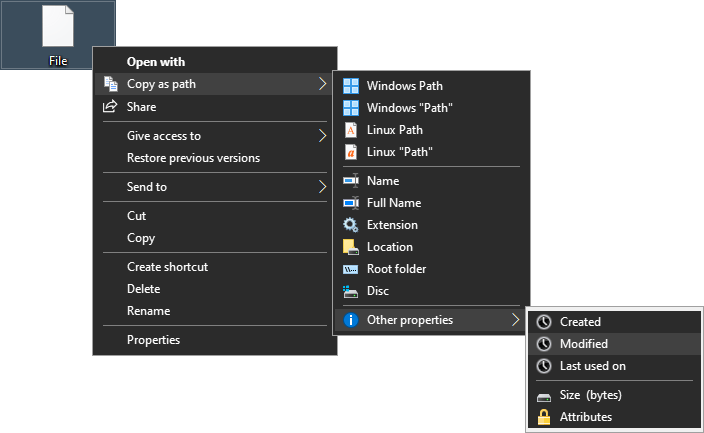 File
Open with
Copy as path
Share
Give access to
Restore previous versions
Send to
Cut
Copy
Create shortcut
Delete
Rename
Properties
Windows Path
Windows "Path"
Linux Path
Linux "Path"
Name
Full Name
Extension
Location
Root folder
Disc
Other properties
Created
Modified
Last used on
Size (bytes)
Attributes